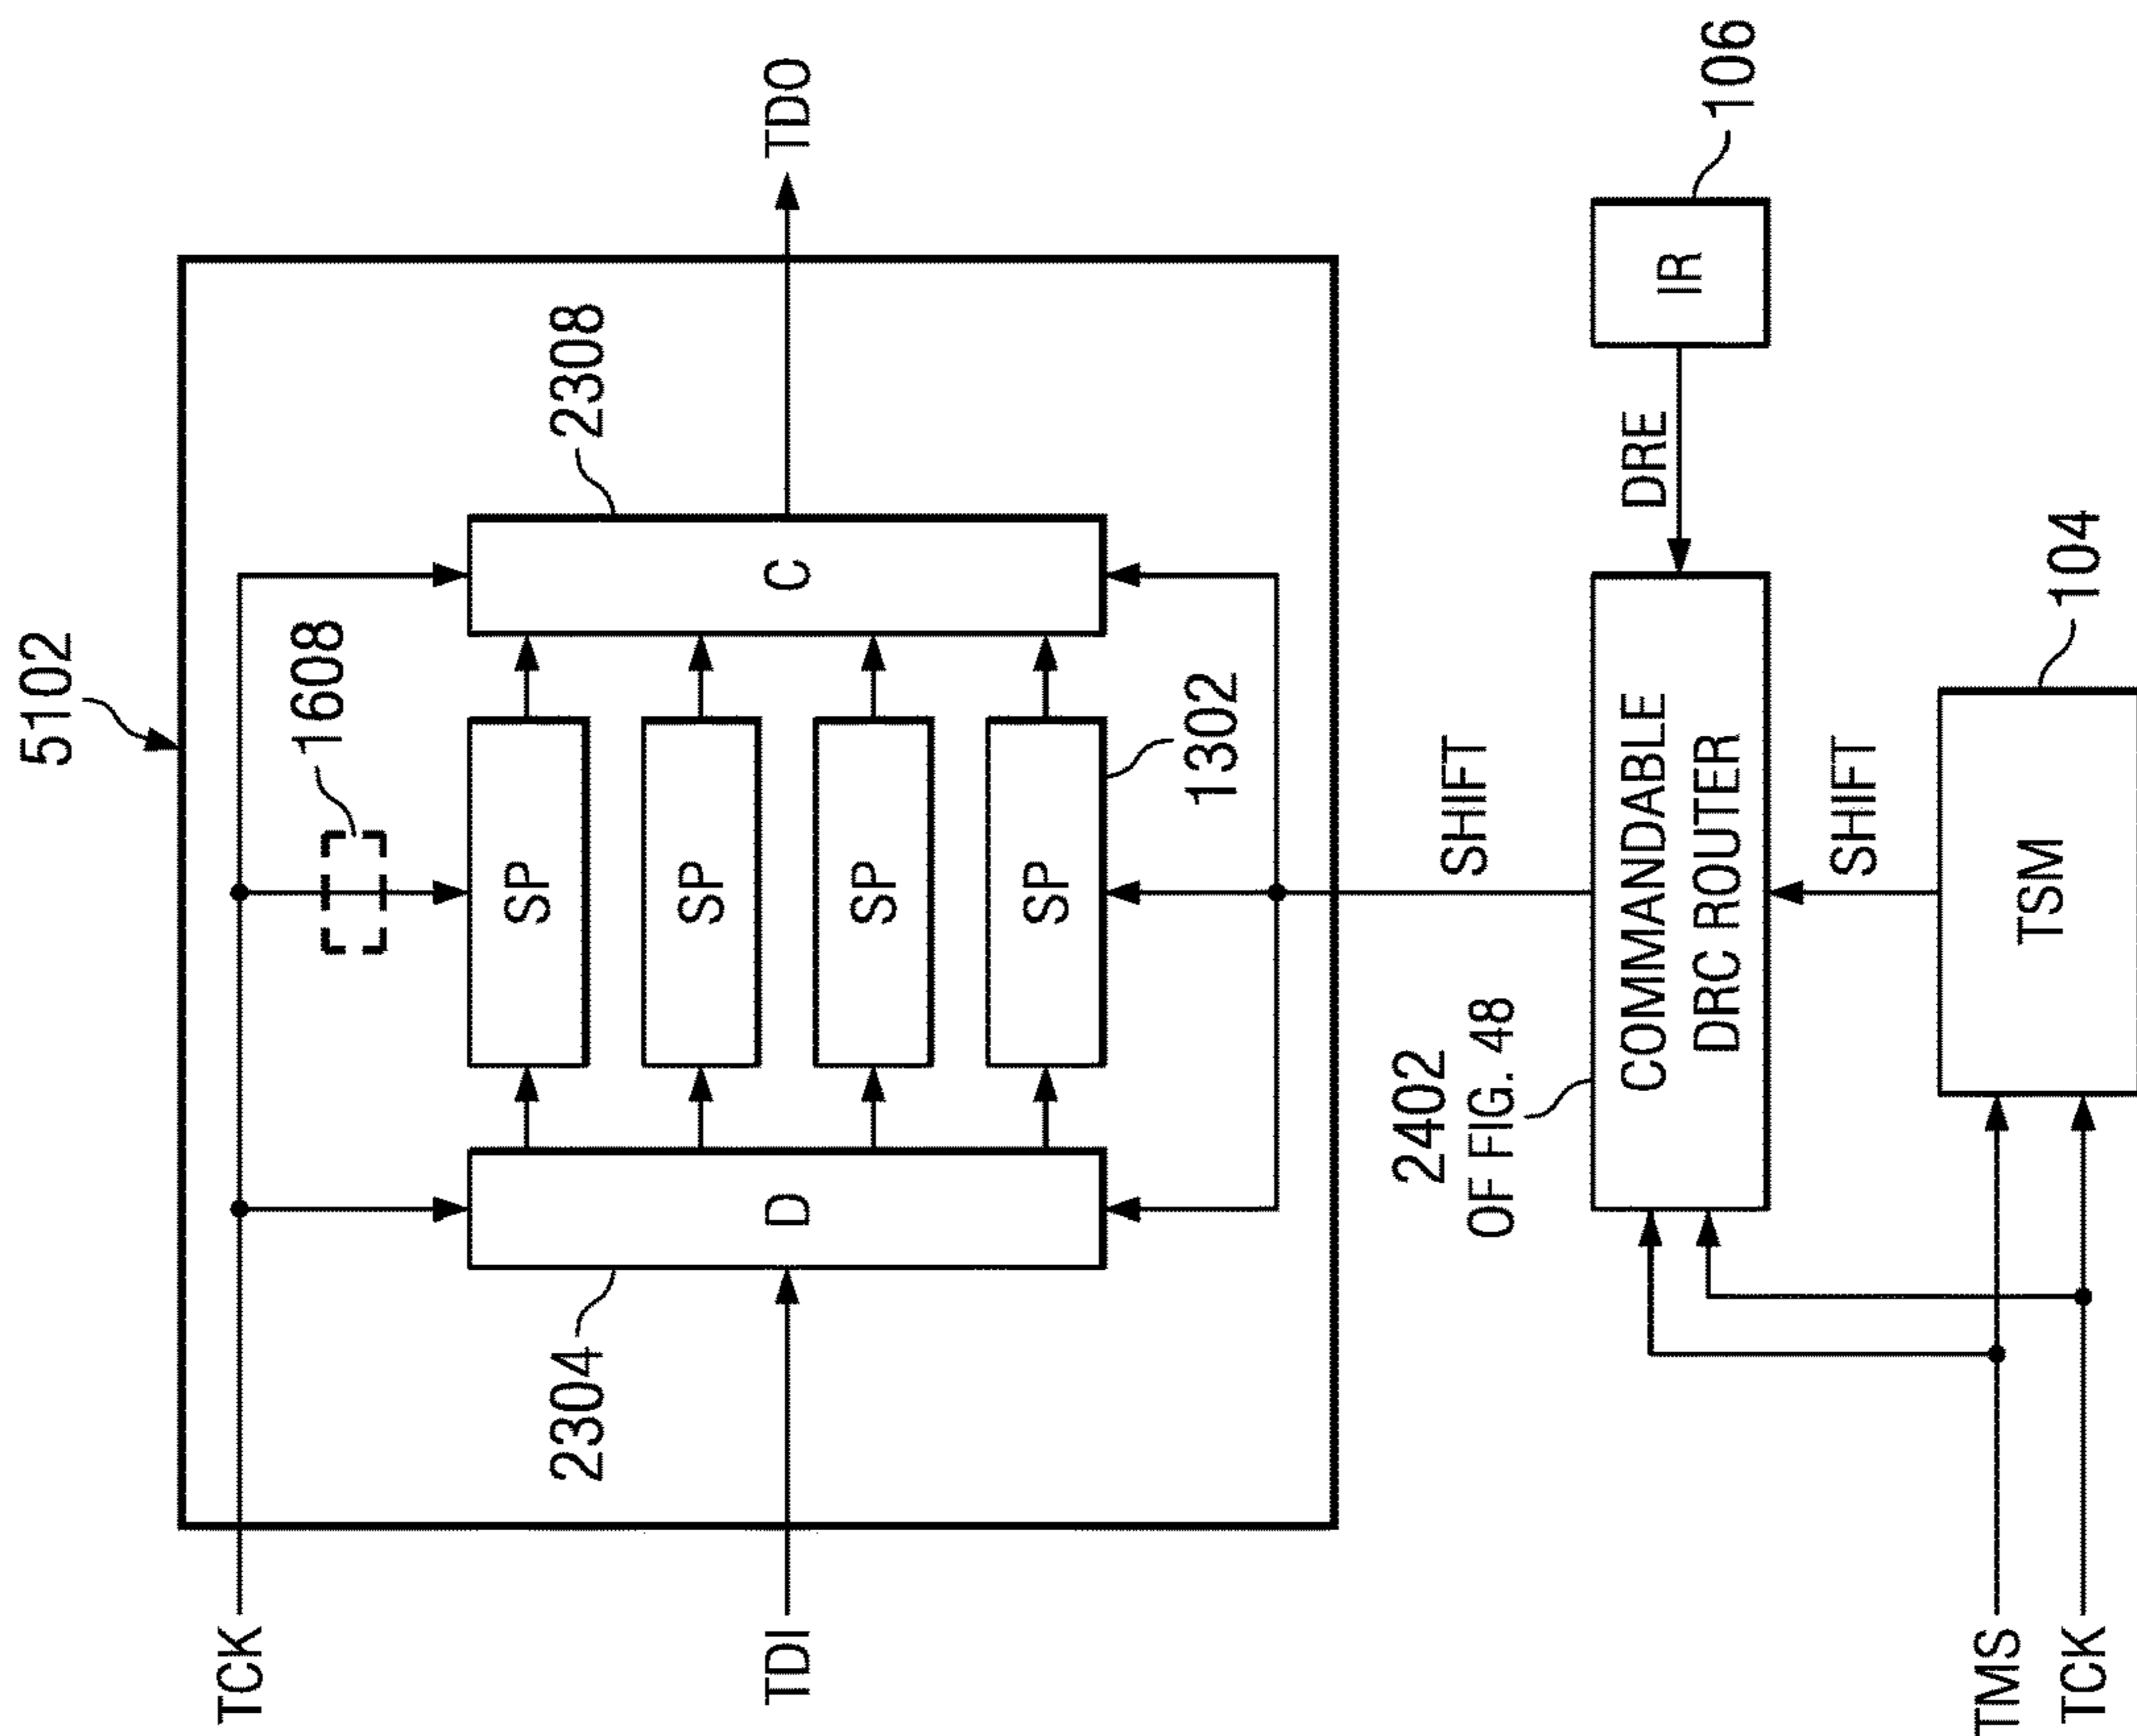 5102
TCK
1608
TDI
TDO
2304
D
SP
SP
SP
SP
1302
C
2308
SHIFT
2402
OF FIG. 48
COMMANDABLE
DRC ROUTER
DRE
IR
106
SHIFT
TSM
104
TMS
TCK